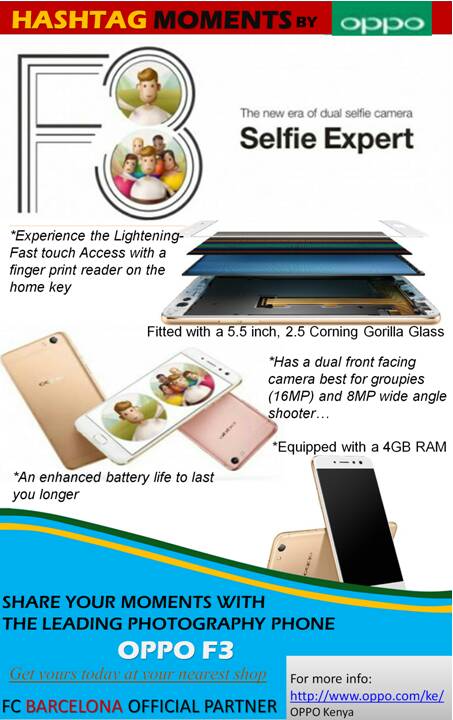 HASHTAG MOMENTS BY oppo
F3
The new era of dual selfie camera
Selfie Expert
*Experience the Lightening-
Fast touch Access with a
finger print reader on the
home key
Fitted with a 5.5 inch, 2.5 Corning Gorilla Glass
*Has a dual front facing
camera best for groupies
(16MP) and 8MP wide angle
shooter...
*Equipped with a 4GB RAM
*An enhanced battery life to last
you longer
SHARE YOUR MOMENTS WITH
THE LEADING PHOTOGRAPHY PHONE
OPPO F3
Get yours today at your nearest shop
FC BARCELONA OFFICIAL PARTNER
For more info:
http://www.oppo.com/ke/
OPPO Kenya